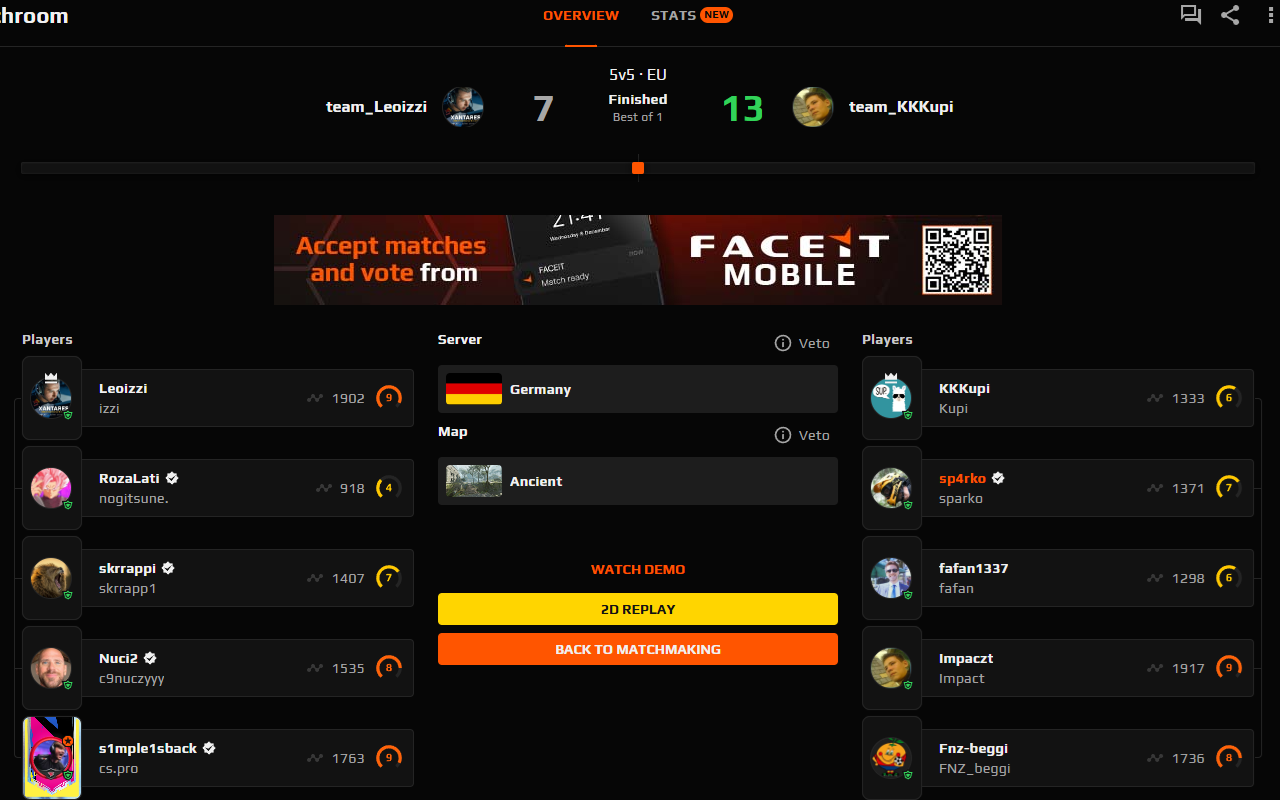 throom
OVERVIEW
STATS NEW
5v5 · EU
team_Leoizzi
7
Finished
Best of 1
13
team_KKKupi
Accept matches
and vote from
Wednesday 6 December
FACEIT
now
Match ready
FACEIT
MOBILE
Players
Leoizzi
izzi
1902
9
RozaLati
nogitsune.
918
4
skrrappi
skrrapp1
1407
7
Nuci2
c9nuczyyy
1535
8
s1mple1sback
cs.pro
1763
9
Server
Veto
Germany
Map
Veto
Ancient
WATCH DEMO
2D REPLAY
BACK TO MATCHMAKING
Players
KKKupi
Kupi
1333
6
sp4rko
sparko
1371
7
fafan1337
fafan
1298
6
Impaczt
Impact
1917
9
Fnz-beggi
FNZ_beggi
1736
8